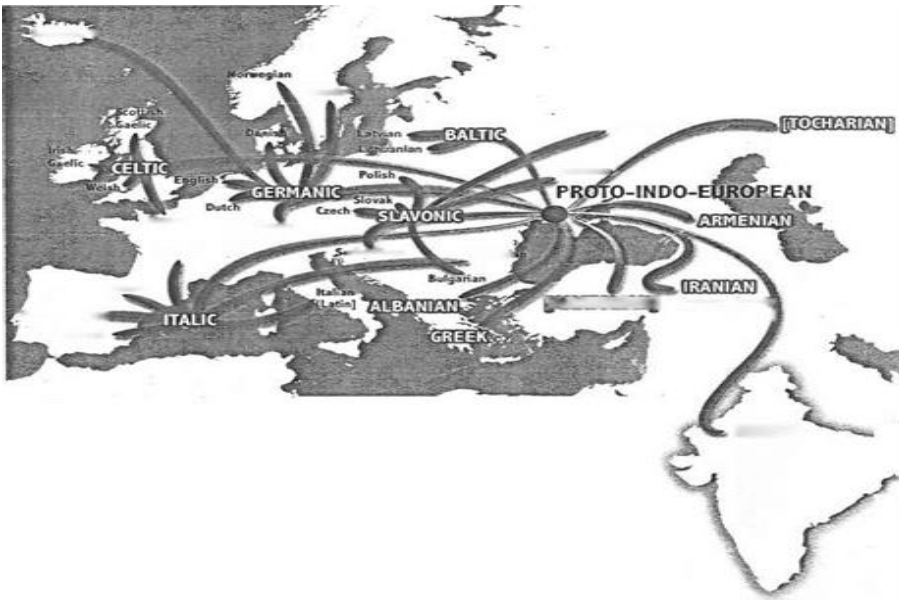 Norwegian
Scottish
Gaelic
Irish
Gaelic
CELTIC
Welsh
English
Danish
Dutch
GERMANIC
Latvian
Lithuanian
BALTIC
[TOCHARIAN]
Polish
Slovak
Czech
SLAVONIC
PROTO-INDO-EUROPEAN
ARMENIAN
Bulgarian
IRANIAN
Italian
[Latin]
ALBANIAN
ITALIC
GREEK